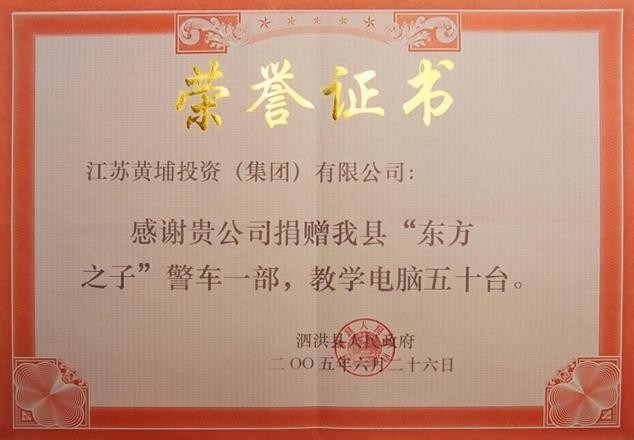 荣誉证书
江苏黄埔投资（集团）有限公司：
感谢贵公司捐赠我县“东方
之子”警车一部，教学电脑五十台。
泗洪县人民政府
二〇〇五年六月二十六日